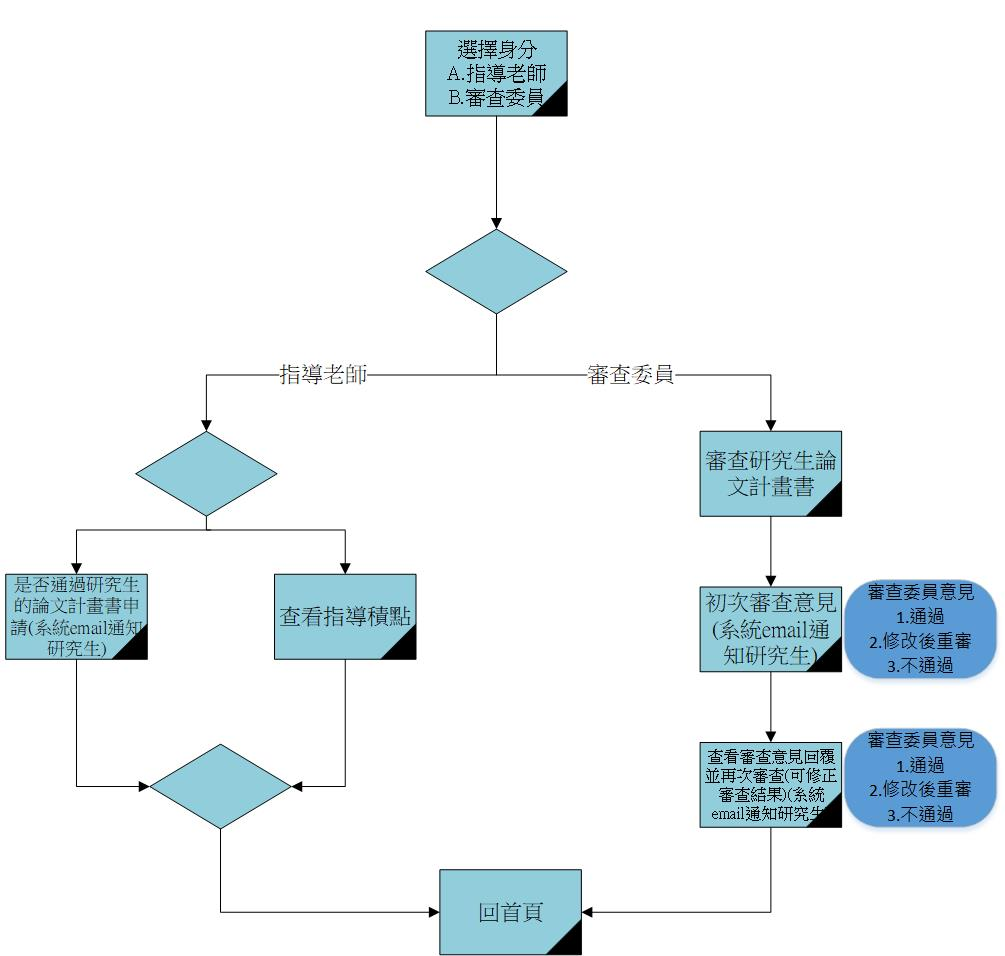 選擇身分
A.指導老師
B.審查委員
指導老師
審查委員
審查研究生論
文計畫書
是否通過研究生
的論文計畫書申
請(系統email通知
研究生)
查看指導積點
初次審查意見
(系統email通
知研究生)
審查委員意見
1.通過
2.修改後重審
3.不通過
查看審查意見回覆
並再次審查(可修正
審查結果)(系統
email通知研究生
審查委員意見
1.通過
2.修改後重審
3.不通過
回首頁